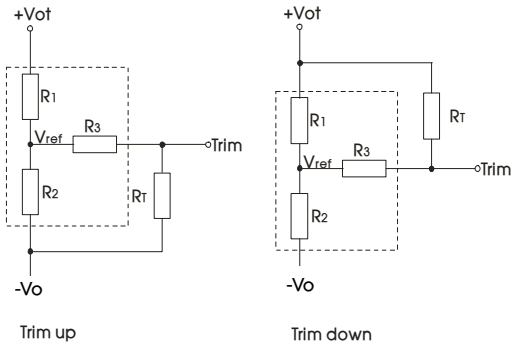 +Vot
R1
Vref
R3
Trim
R2
RT
-Vo
Trim up
+Vot
R1
RT
Vref
R3
Trim
R2
-Vo
Trim down